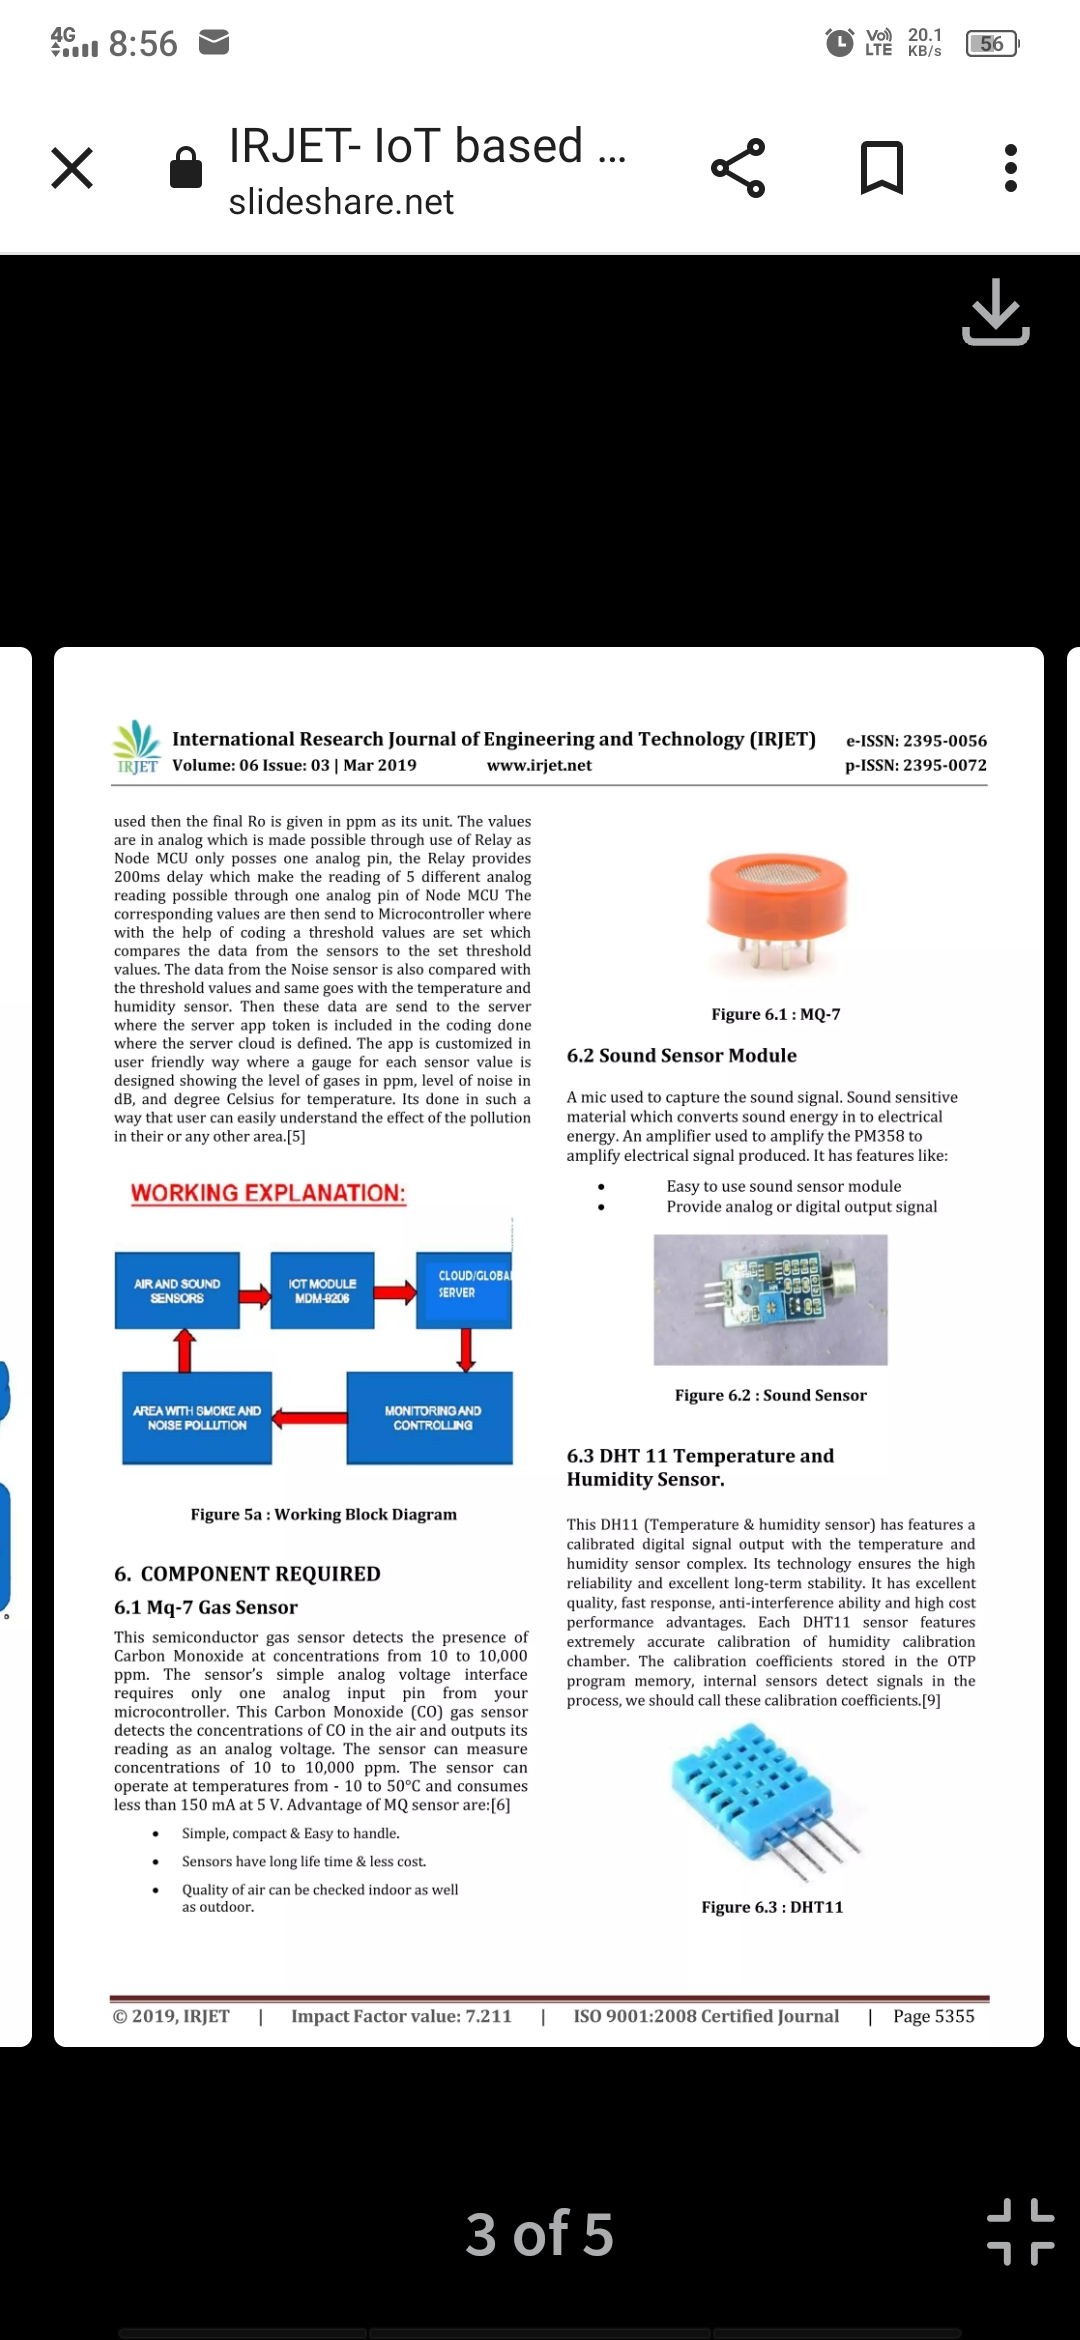 4G 8:56 Vo) LTE 20.1 KB/s 56
IRJET- IoT based ...
slideshare.net
International Research Journal of Engineering and Technology (IRJET) e-ISSN: 2395-0056
IRJET Volume: 06 Issue: 03 | Mar 2019 www.irjet.net p-ISSN: 2395-0072
used then the final Ro is given in ppm as its unit. The values
are in analog which is made possible through use of Relay as
Node MCU only posses one analog pin, the Relay provides
200ms delay which make the reading of 5 different analog
reading possible through one analog pin of Node MCU The
corresponding values are then send to Microcontroller where
with the help of coding a threshold values are set which
compares the data from the sensors to the set threshold
values. The data from the Noise sensor is also compared with
the threshold values and same goes with the temperature and
humidity sensor. Then these data are send to the server
where the server app token is included in the coding done
where the server cloud is defined. The app is customized in
user friendly way where a gauge for each sensor value is
designed showing the level of gases in ppm, level of noise in
dB, and degree Celsius for temperature. Its done in such a
way that user can easily understand the effect of the pollution
in their or any other area.[5]
WORKING EXPLANATION:
AIR AND SOUND
SENSORS
IOT MODULE
MDM-9206
CLOUD/GLOBA
SERVER
AREA WITH SMOKE AND
NOISE POLLUTION
MONITORING AND
CONTROLLING
Figure 5a : Working Block Diagram
6. COMPONENT REQUIRED
6.1 Mq-7 Gas Sensor
This semiconductor gas sensor detects the presence of
Carbon Monoxide at concentrations from 10 to 10,000
ppm. The sensor's simple analog voltage interface
requires only one analog input pin from your
microcontroller. This Carbon Monoxide (CO) gas sensor
detects the concentrations of CO in the air and outputs its
reading as an analog voltage. The sensor can measure
concentrations of 10 to 10,000 ppm. The sensor can
operate at temperatures from - 10 to 50°C and consumes
less than 150 mA at 5 V. Advantage of MQ sensor are:[6]
• Simple, compact & Easy to handle.
• Sensors have long life time & less cost.
• Quality of air can be checked indoor as well
as outdoor.
Figure 6.1 : MQ-7
6.2 Sound Sensor Module
A mic used to capture the sound signal. Sound sensitive
material which converts sound energy in to electrical
energy. An amplifier used to amplify the PM358 to
amplify electrical signal produced. It has features like:
• Easy to use sound sensor module
• Provide analog or digital output signal
Figure 6.2 : Sound Sensor
6.3 DHT 11 Temperature and
Humidity Sensor.
This DH11 (Temperature & humidity sensor) has features a
calibrated digital signal output with the temperature and
humidity sensor complex. Its technology ensures the high
reliability and excellent long-term stability. It has excellent
quality, fast response, anti-interference ability and high cost
performance advantages. Each DHT11 sensor features
extremely accurate calibration of humidity calibration
chamber. The calibration coefficients stored in the OTP
program memory, internal sensors detect signals in the
process, we should call these calibration coefficients.[9]
Figure 6.3 : DHT11
© 2019, IRJET | Impact Factor value: 7.211 | ISO 9001:2008 Certified Journal | Page 5355
3 of 5